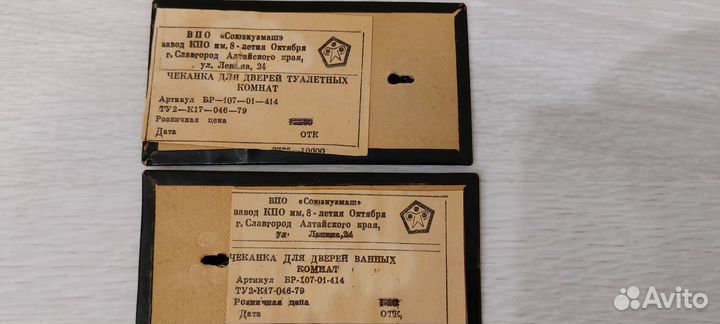 ВПО «Союзкузмаш»
завод КПО им. 8-летия Октября
г. Славгород Алтайского края,
ул. Ленина, 24
ЧЕКАНКА ДЛЯ ДВЕРЕЙ ТУАЛЕТНЫХ
КОМНАТ
Артикул БР—107—01—414
ТУ2—К17—046—79
Розничная цена
Дата ОТК
10000
ВПО «Союзкузмаш»
завод КПО им. 8-летия Октября
г. Славгород Алтайского края,
ул. Ленина, 24
ЧЕКАНКА ДЛЯ ДВЕРЕЙ ВАННЫХ
КОМНАТ
Артикул БР-107-01-414
ТУ2-К17-046-79
Розничная цена
Дата ОТК,
Avito